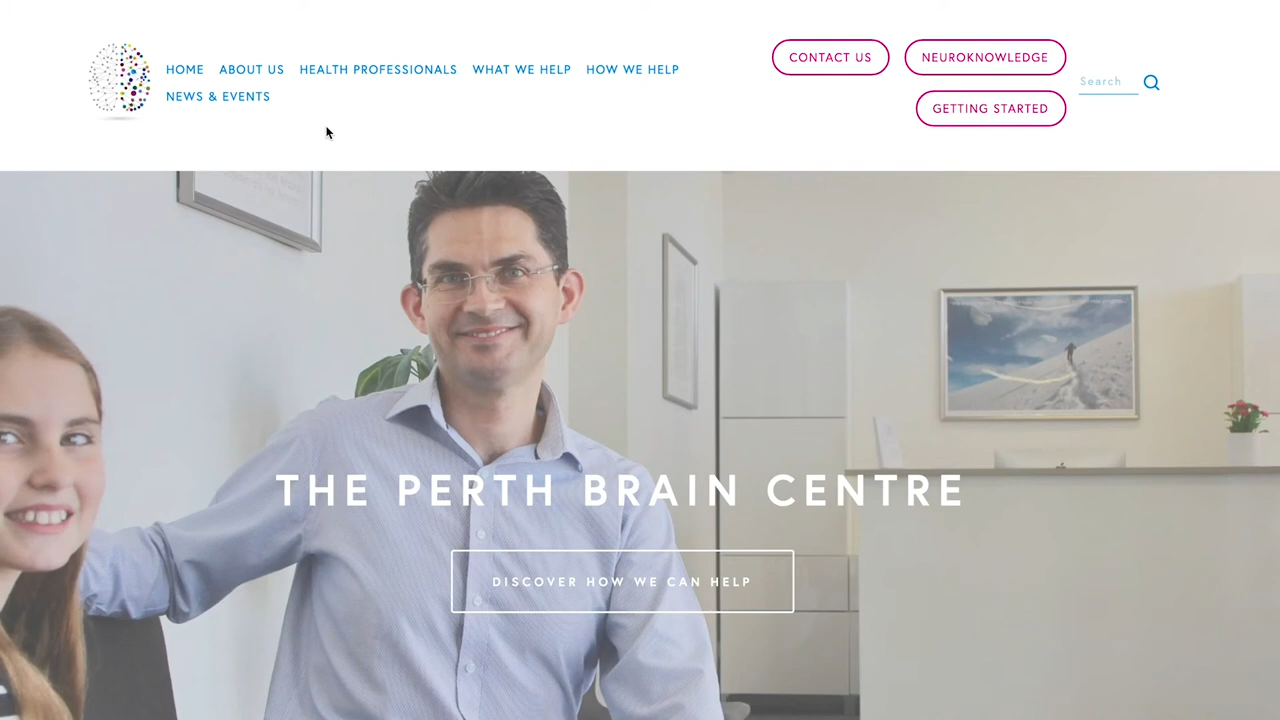 HOME ABOUT US HEALTH PROFESSIONALS WHAT WE HELP HOW WE HELP
NEWS & EVENTS
CONTACT US NEUROKNOWLEDGE
GETTING STARTED
Search
THE PERTH BRAIN CENTRE
DISCOVER HOW WE CAN HELP